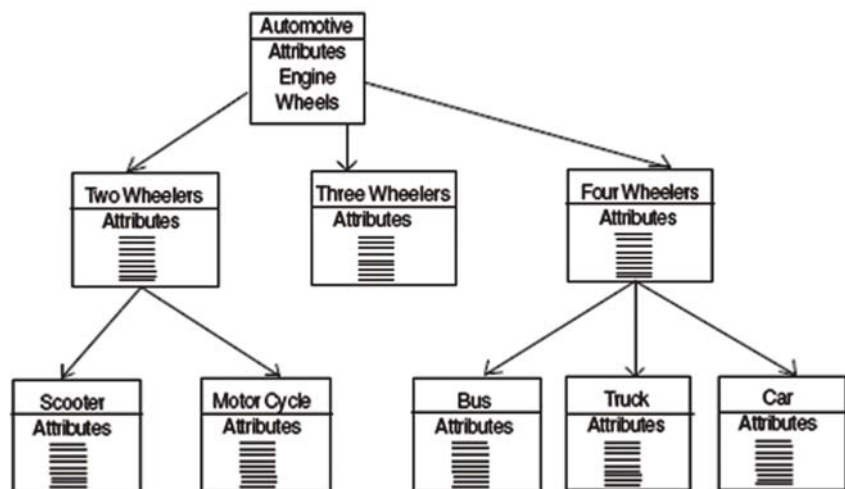 Automotive
Attributes
Engine
Wheels
Two Wheelers
Attributes
Three Wheelers
Attributes
Four Wheelers
Attributes
Scooter
Attributes
Motor Cycle
Attributes
Bus
Attributes
Truck
Attributes
Car
Attributes